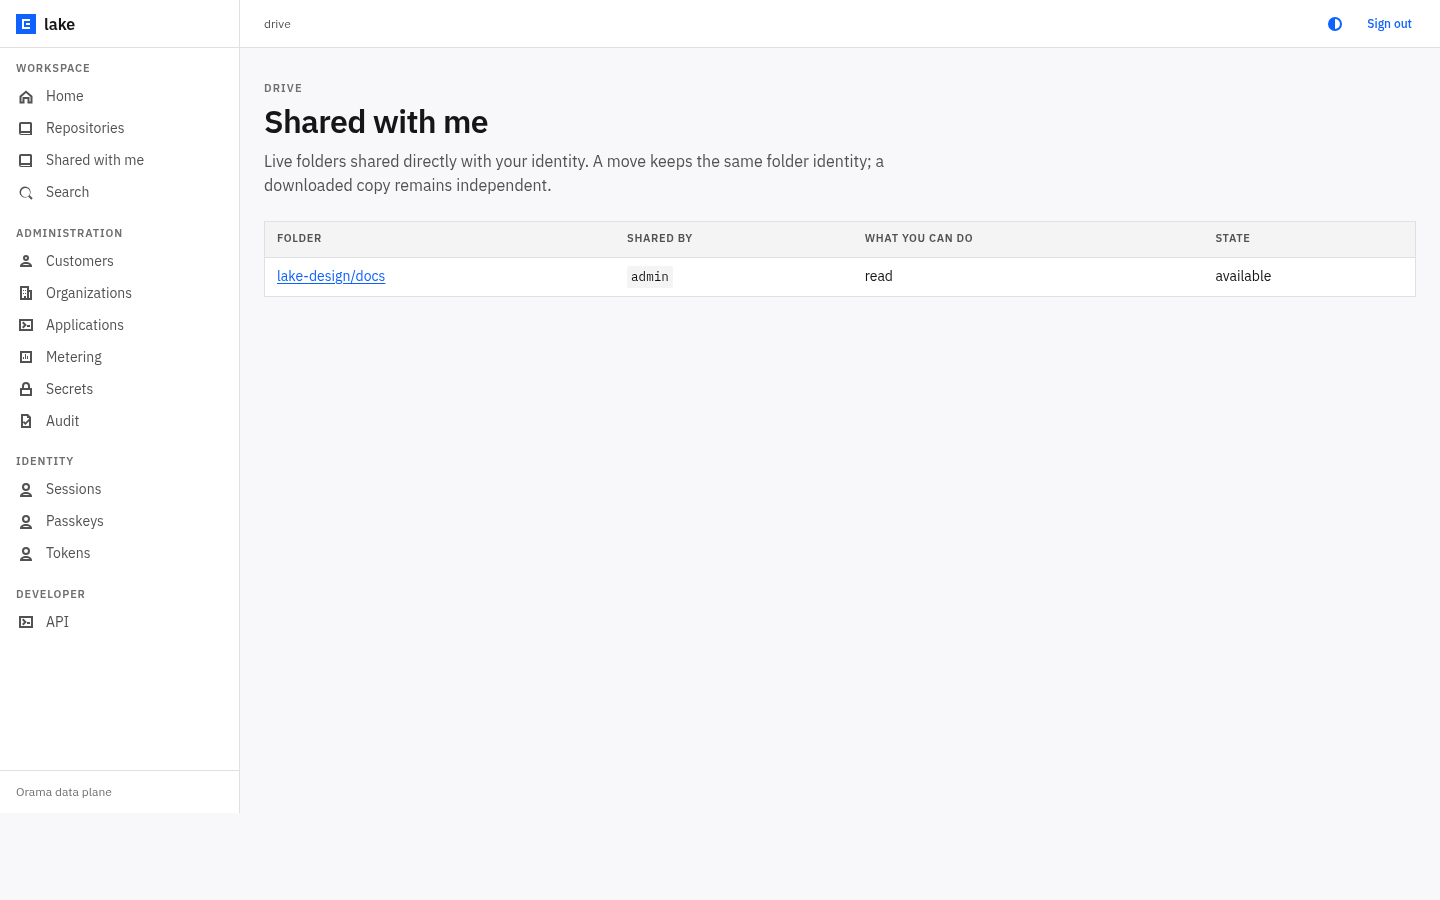 lake
drive
Sign out
WORKSPACE
Home
Repositories
Shared with me
Search
ADMINISTRATION
Customers
Organizations
Applications
Metering
Secrets
Audit
IDENTITY
Sessions
Passkeys
Tokens
DEVELOPER
API
Orama data plane
DRIVE
Shared with me
Live folders shared directly with your identity. A move keeps the same folder identity; a
downloaded copy remains independent.
FOLDER SHARED BY WHAT YOU CAN DO STATE
lake-design/docs admin read available